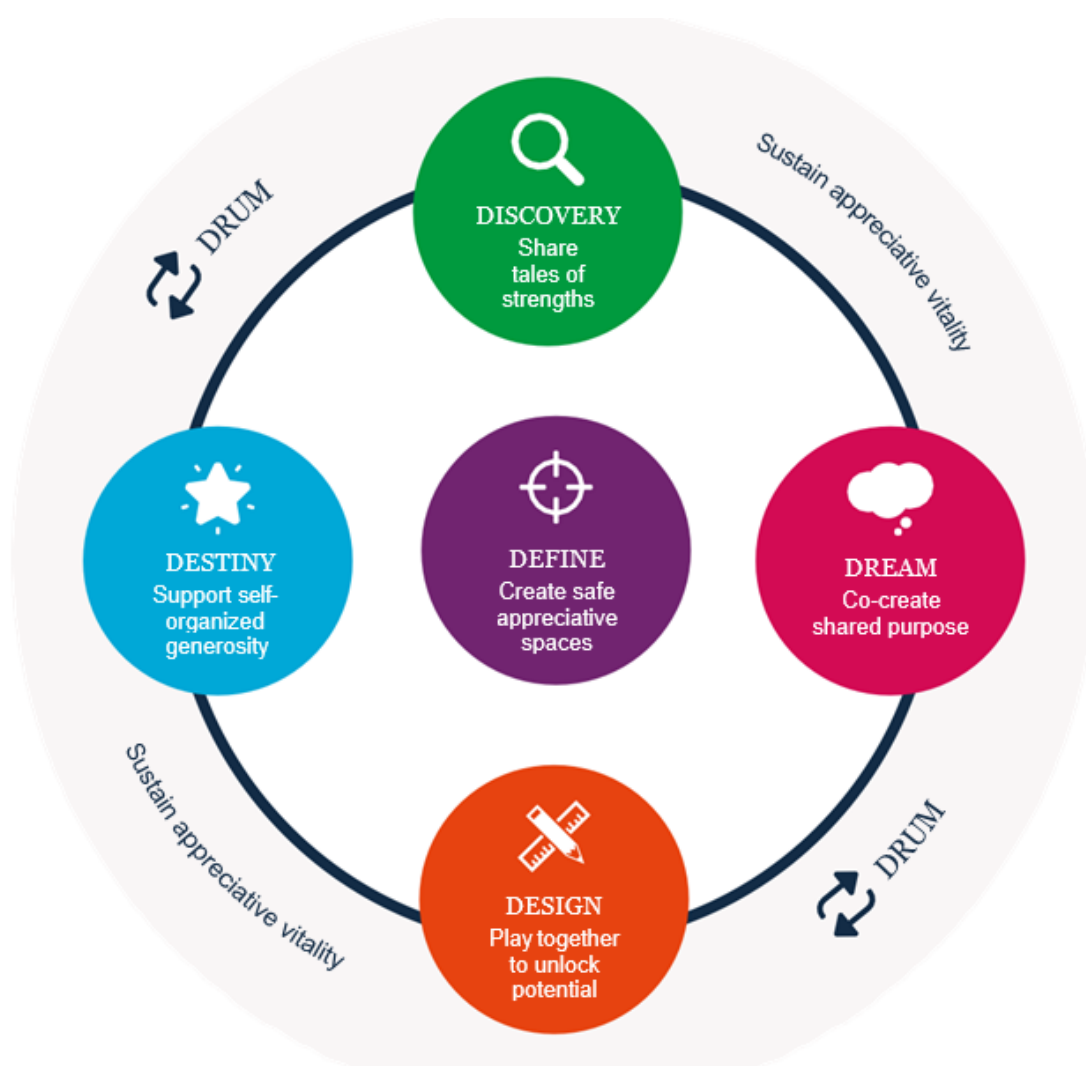 DISCOVERY
Share
tales of
strengths
Sustain appreciative vitality
DRUM
DESTINY
Support self-
organized
generosity
DEFINE
Create safe
appreciative
spaces
DREAM
Co-create
shared purpose
Sustain appreciative vitality
DRUM
DESIGN
Play together
to unlock
potential